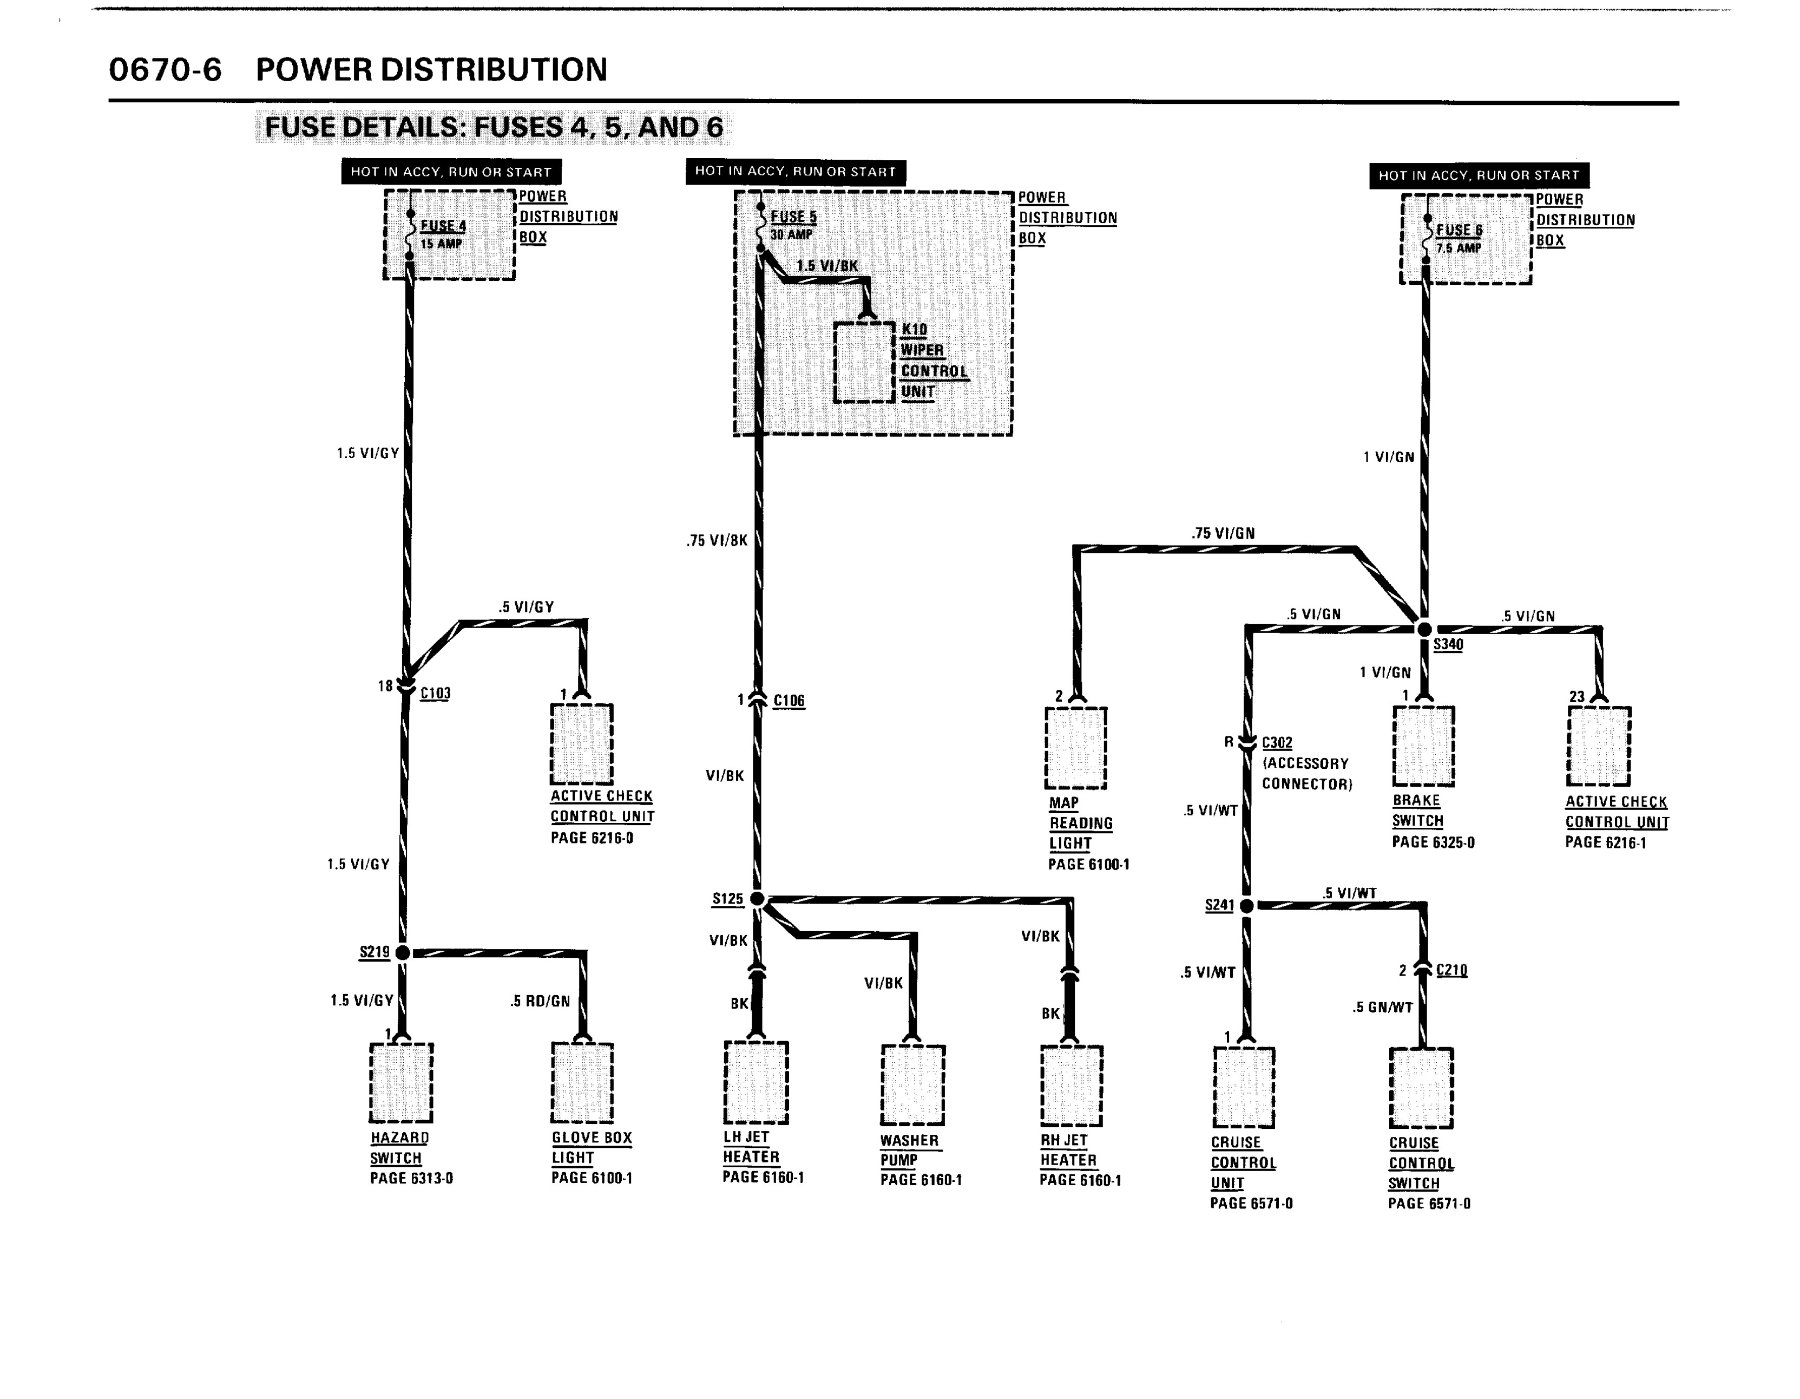 0670-6 POWER DISTRIBUTION
FUSE DETAILS: FUSES 4, 5, AND 6
HOT IN ACCY, RUN OR START
POWER
DISTRIBUTION
BOX
FUSE 4
15 AMP
1.5 VI/GY
.5 VI/GY
18
C103
1
ACTIVE CHECK
CONTROL UNIT
PAGE 6216-0
1.5 VI/GY
S219
1.5 VI/GY
.5 RD/GN
1
HAZARD
SWITCH
PAGE 6313-0
GLOVE BOX
LIGHT
PAGE 6100-1
HOT IN ACCY, RUN OR START
POWER
DISTRIBUTION
BOX
FUSE 5
30 AMP
1.5 VI/BK
K10
WIPER
CONTROL
UNIT
.75 VI/BK
1
C106
VI/BK
S125
VI/BK
BK
VI/BK
VI/BK
BK
LH JET
HEATER
PAGE 6160-1
WASHER
PUMP
PAGE 6160-1
RH JET
HEATER
PAGE 6160-1
HOT IN ACCY, RUN OR START
POWER
DISTRIBUTION
BOX
FUSE 6
7.5 AMP
1 VI/GN
.75 VI/GN
.5 VI/GN
.5 VI/GN
S340
1 VI/GN
2
MAP
READING
LIGHT
PAGE 6100-1
R
C302
(ACCESSORY
CONNECTOR)
1
BRAKE
SWITCH
PAGE 6325-0
23
ACTIVE CHECK
CONTROL UNIT
PAGE 6216-1
.5 VI/WT
S241
.5 VI/WT
.5 VI/WT
2
C210
.5 GN/WT
1
CRUISE
CONTROL
UNIT
PAGE 6571-0
CRUISE
CONTROL
SWITCH
PAGE 6571-0